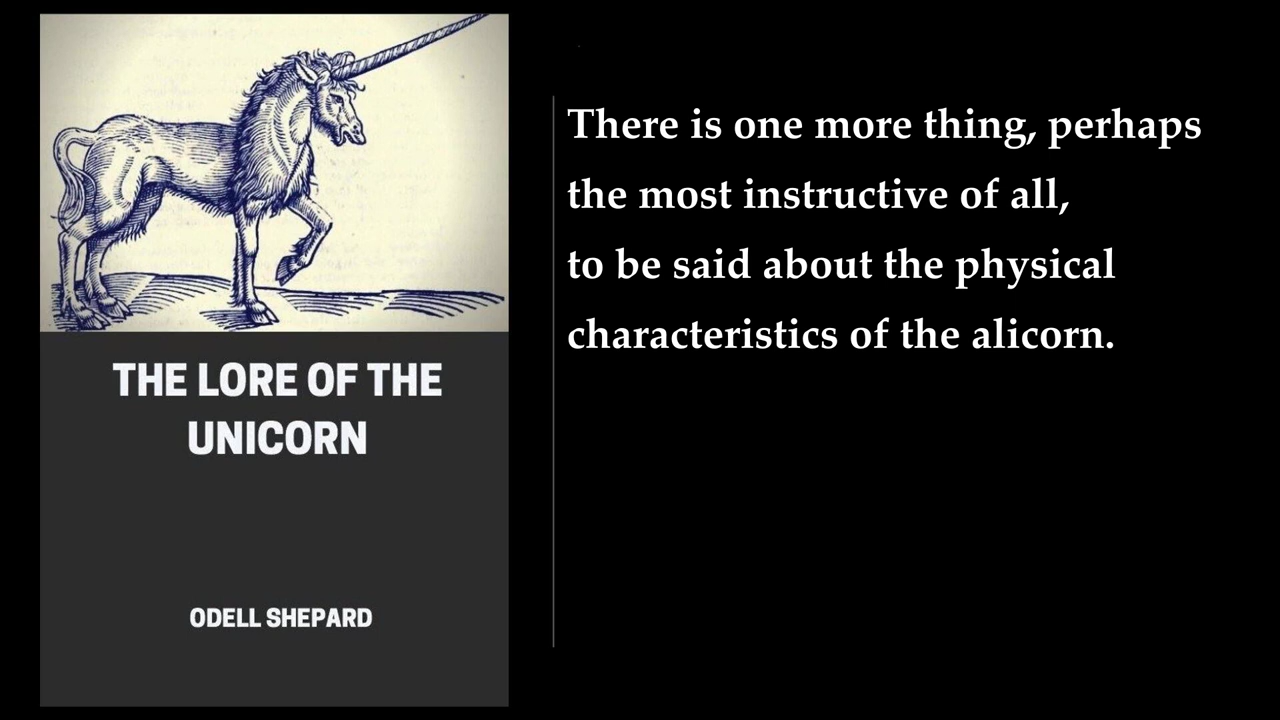 THE LORE OF THE
UNICORN
ODELL SHEPARD
There is one more thing, perhaps
the most instructive of all,
to be said about the physical
characteristics of the alicorn.